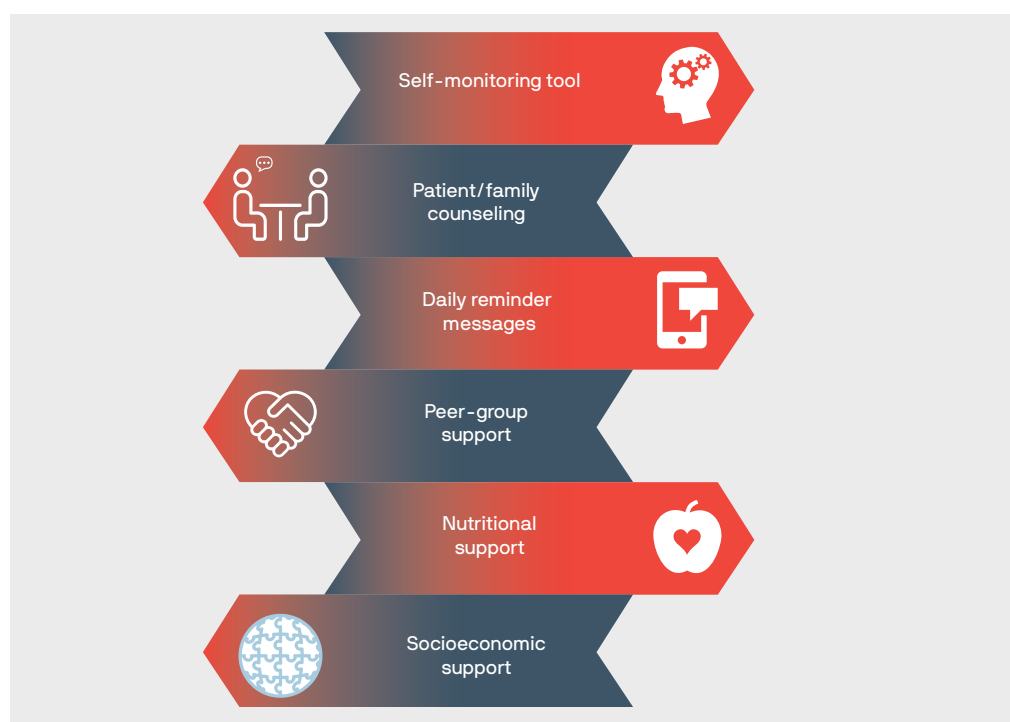 Self-monitoring tool
Patient/family
counseling
Daily reminder
messages
Peer-group
support
Nutritional
support
Socioeconomic
support